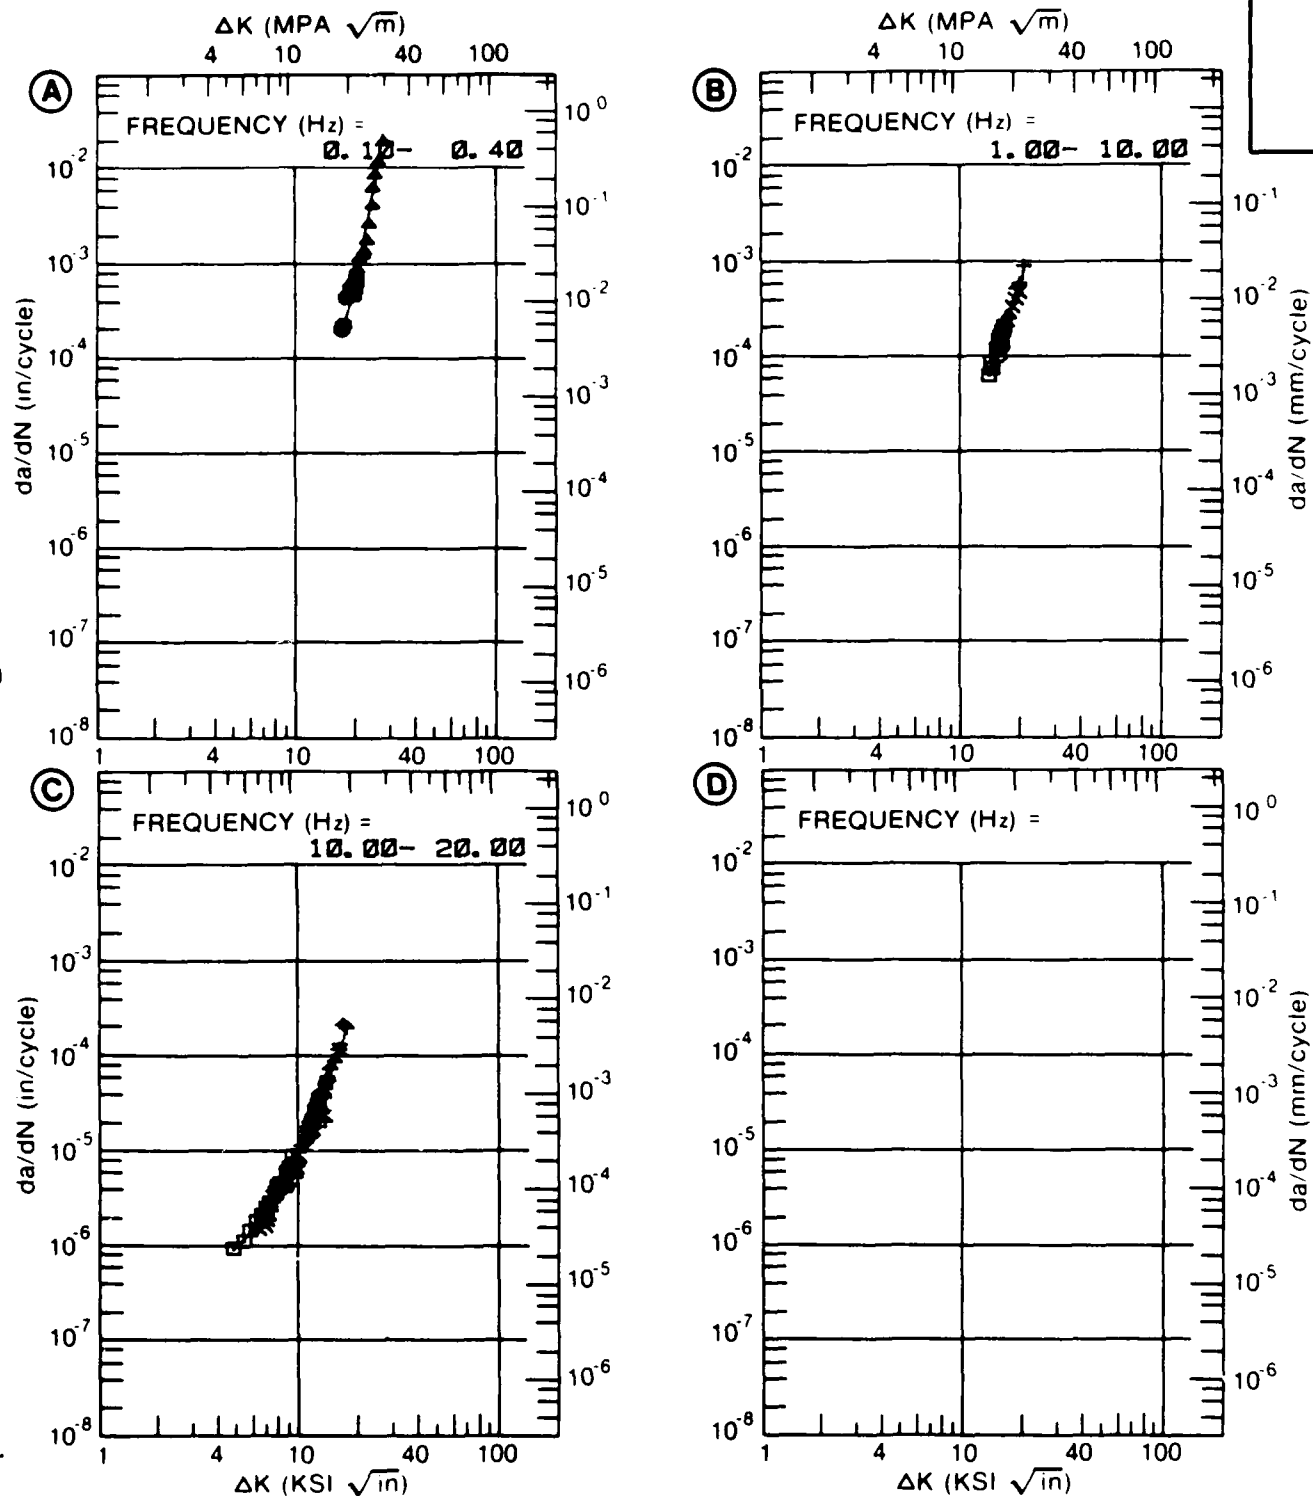 ΔK (MPA √m)
4 10 40 100
A
FREQUENCY (Hz) =
0.10- 0.40
10^-2
10^-3
10^-4
10^-5
10^-6
10^-7
10^-8
da/dN (in/cycle)
10^0
10^-1
10^-2
10^-3
10^-4
10^-5
10^-6
1 4 10 40 100
ΔK (MPA √m)
4 10 40 100
B
FREQUENCY (Hz) =
1.00- 10.00
10^-2
10^-3
10^-4
10^-5
10^-6
10^-7
10^-8
10^-1
10^-2
10^-3
10^-4
10^-5
10^-6
da/dN (mm/cycle)
1 4 10 40 100
C
FREQUENCY (Hz) =
10.00- 20.00
10^-2
10^-3
10^-4
10^-5
10^-6
10^-7
10^-8
da/dN (in/cycle)
10^0
10^-1
10^-2
10^-3
10^-4
10^-5
10^-6
1 4 10 40 100
ΔK (KSI √in)
D
FREQUENCY (Hz) =
10^-2
10^-3
10^-4
10^-5
10^-6
10^-7
10^-8
10^0
10^-1
10^-2
10^-3
10^-4
10^-5
10^-6
da/dN (mm/cycle)
1 4 10 40 100
ΔK (KSI √in)